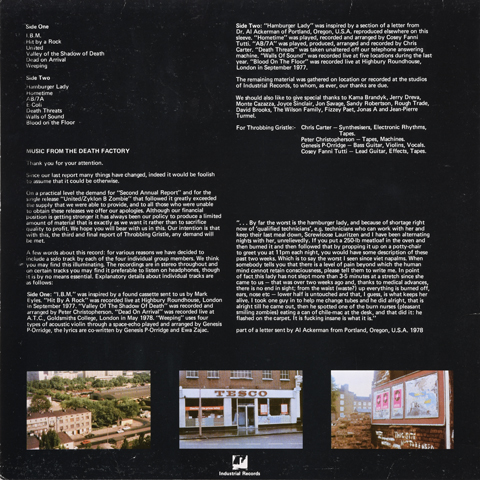 Side One
I.B.M.
Hit by a Rock
United
Valley of the Shadow of Death
Dead on Arrival
Weeping
Side Two
Hamburger Lady
Hometime
AB/7A
E Coli
Death Threats
Walls of Sound
Blood on the Floor
MUSIC FROM THE DEATH FACTORY
Thank you for your attention.
Since our last report many things have changed, indeed it would be foolish
to assume that it could be otherwise.
On a practical level the demand for "Second Annual Report" and for the
single release "United/Zyklon B Zombie" that followed it greatly exceeded
the supply that we were able to provide, and to all those who were unable
to obtain these releases we offer our apologies. Although our financial
position is getting stronger it has always been our policy to produce a limited
amount of material that is exactly as we want it rather than to sacrifice
quality to profit. We hope you will bear with us in this. Our intention is that
with this, the third and final report of Throbbing Gristle, any demand will
be met.
A few words about this record: for various reasons we have decided to
include a solo track by each of the four individual group members. We think
you may find this illuminating. The recordings are in stereo throughout and
on certain tracks you may find it preferable to listen on headphones, though
it is by no means essential. Explanatory details about individual tracks are
as follows:
Side One: "I.B.M." was inspired by a found cassette sent to us by Mark
Eyles. "Hit By A Rock" was recorded live at Highbury Roundhouse, London
in September 1977. "Valley Of The Shadow Of Death" was recorded and
arranged by Peter Christopherson. "Dead On Arrival" was recorded live at
A.T.C., Goldsmiths College, London in May 1978. "Weeping" uses four
types of acoustic violin through a space-echo played and arranged by Genesis
P-Orridge, the lyrics are co-written by Genesis P-Orridge and Ewa Zajac.
Side Two: "Hamburger Lady" was inspired by a section of a letter from
Dr. Al Ackerman of Portland, Oregon, U.S.A. reproduced elsewhere on this
sleeve. "Hometime" was played, recorded and arranged by Cosey Fanni
Tutti. "AB/7A" was played, produced, arranged and recorded by Chris
Carter. "Death Threats" was taken unaltered off our telephone answering
machine. "Walls Of Sound" was recorded live at five locations during the last
year. "Blood On The Floor" was recorded live at Highbury Roundhouse,
London in September 1977.
The remaining material was gathered on location or recorded at the studios
of Industrial Records, to whom, as ever, our thanks are due.
We should also like to give special thanks to Kama Brandyk, Jerry Dreva,
Monte Cazazza, Joyce Sinclair, Jon Savage, Sandy Robertson, Rough Trade,
David Brooks, The Wilson Family, Fizzey Paet, Jonas A and Jean-Pierre
Turmel.
For Throbbing Gristle:- Chris Carter — Synthesisers, Electronic Rhythms,
Tapes.
Peter Christopherson — Tapes, Machines.
Genesis P-Orridge — Bass Guitar, Violins, Vocals.
Cosey Fanni Tutti — Lead Guitar, Effects, Tapes.
". . . By far the worst is the hamburger lady, and because of shortage right
now of 'qualified technicians', e.g. technicians who can work with her and
keep their last meal down, Screwloose Lauritzen and I have been alternating
nights with her, unrelievedly. If you put a 250-lb meatloaf in the oven and
then burned it and then followed that by propping it up on a potty-chair
to greet you at 11pm each night, you would have some description of these
past two weeks. Which is to say the worst I seen since viet napalms. When
somebody tells you that there is a level of pain beyond which the human
mind cannot retain consciousness, please tell them to write me. In point
of fact this lady has not slept more than 3-5 minutes at a stretch since she
came to us — that was over two weeks ago and, thanks to medical advances,
there is no end in sight; from the waist (waste?) up everything is burned off,
ears, nose etc — lower half is untouched and that, I guess, is what keeps her
alive. I took one guy in to help me change tubes and he did alright, that is
alright till he came out, then he spotted one of the burn nurses (pleasant
smiling zombies) eating a can of chile-mac at the desk, and that did it: he
flashed on the carpet. It is fucking insane is what it is."
part of a letter sent by Al Ackerman from Portland, Oregon, U.S.A. 1978
TESCO
Industrial Records